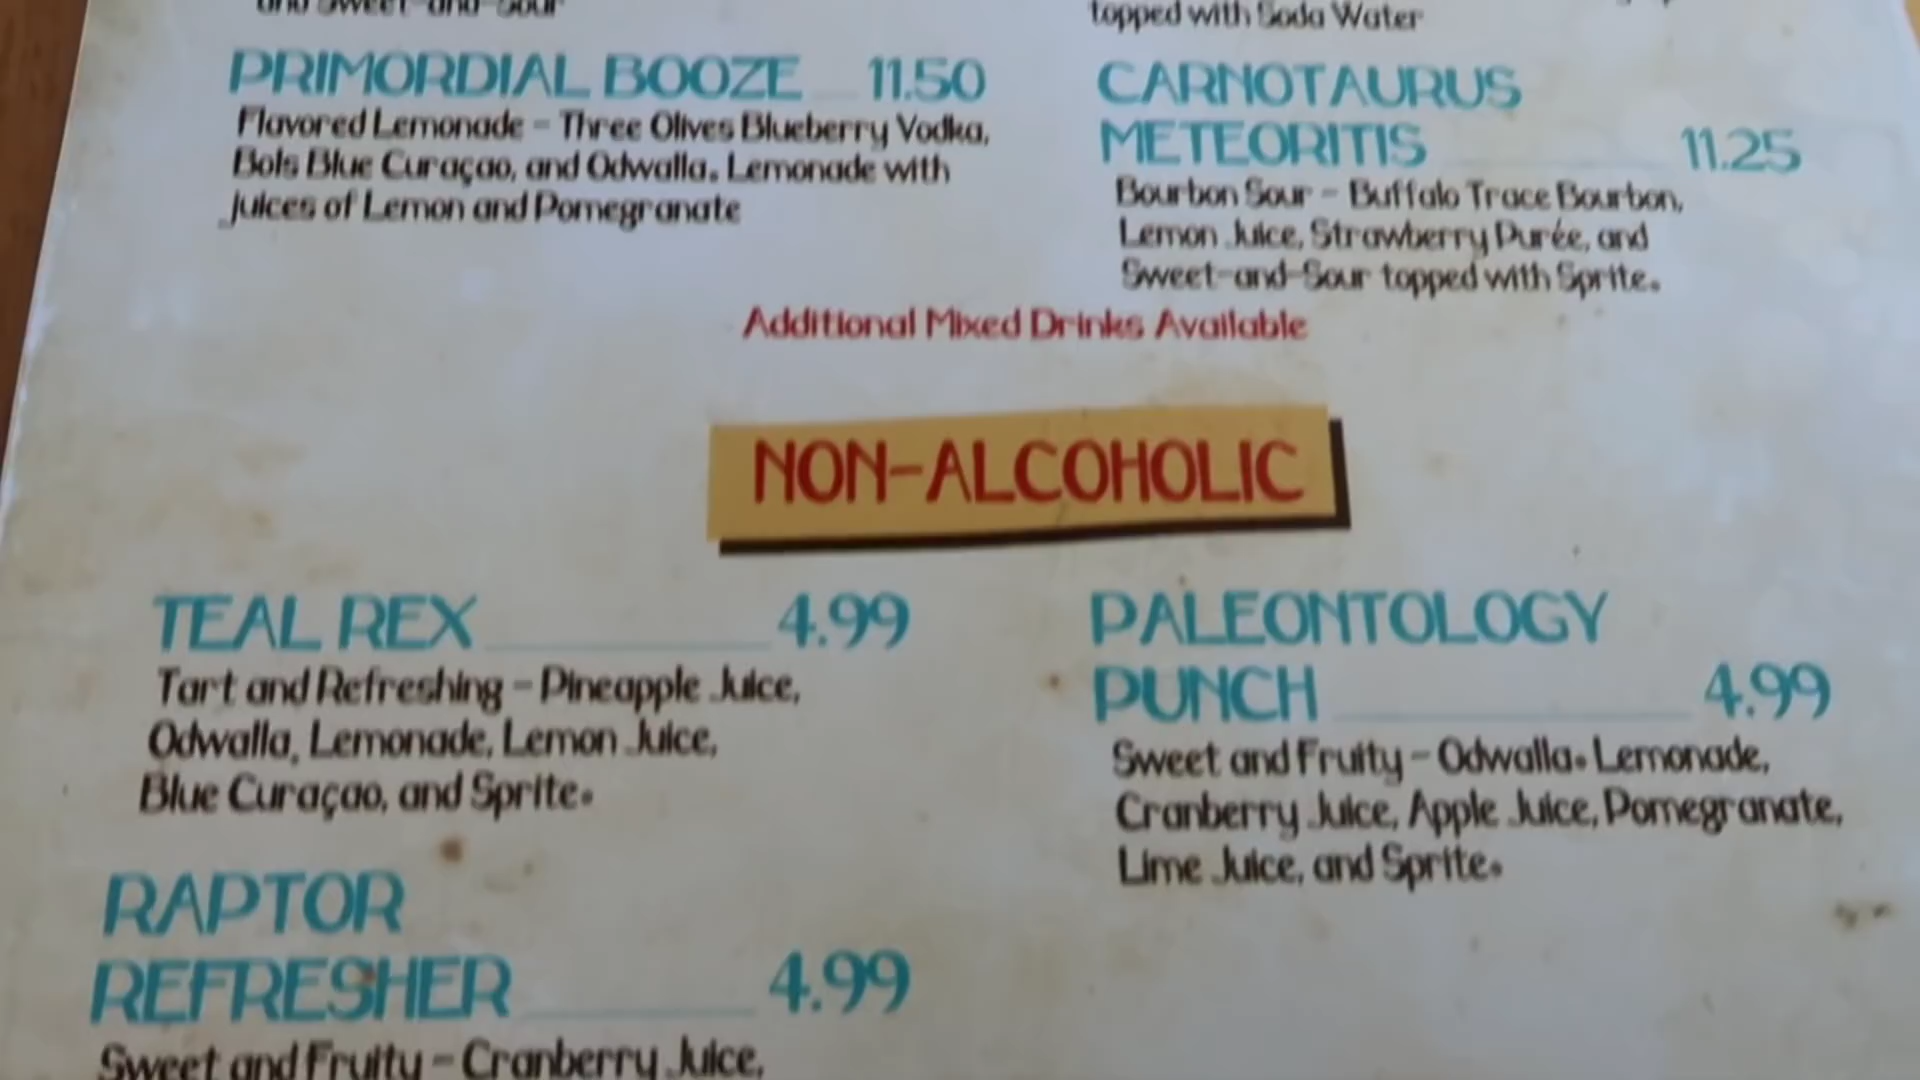 and Sweet-and-Sour
topped with Soda Water
PRIMORDIAL BOOZE 11.50
Flavored Lemonade - Three Olives Blueberry Vodka,
Bols Blue Curaçao, and Odwalla. Lemonade with
juices of Lemon and Pomegranate
CARNOTAURUS
METEORITIS 11.25
Bourbon Sour - Buffalo Trace Bourbon,
Lemon Juice, Strawberry Purée, and
Sweet-and-Sour topped with Sprite.
Additional Mixed Drinks Available
NON-ALCOHOLIC
TEAL REX 4.99
Tart and Refreshing - Pineapple Juice,
Odwalla, Lemonade, Lemon Juice,
Blue Curaçao, and Sprite.
RAPTOR
REFRESHER 4.99
Sweet and Fruity - Cranberry Juice,
PALEONTOLOGY
PUNCH 4.99
Sweet and Fruity - Odwalla. Lemonade,
Cranberry Juice, Apple Juice, Pomegranate,
Lime Juice, and Sprite.